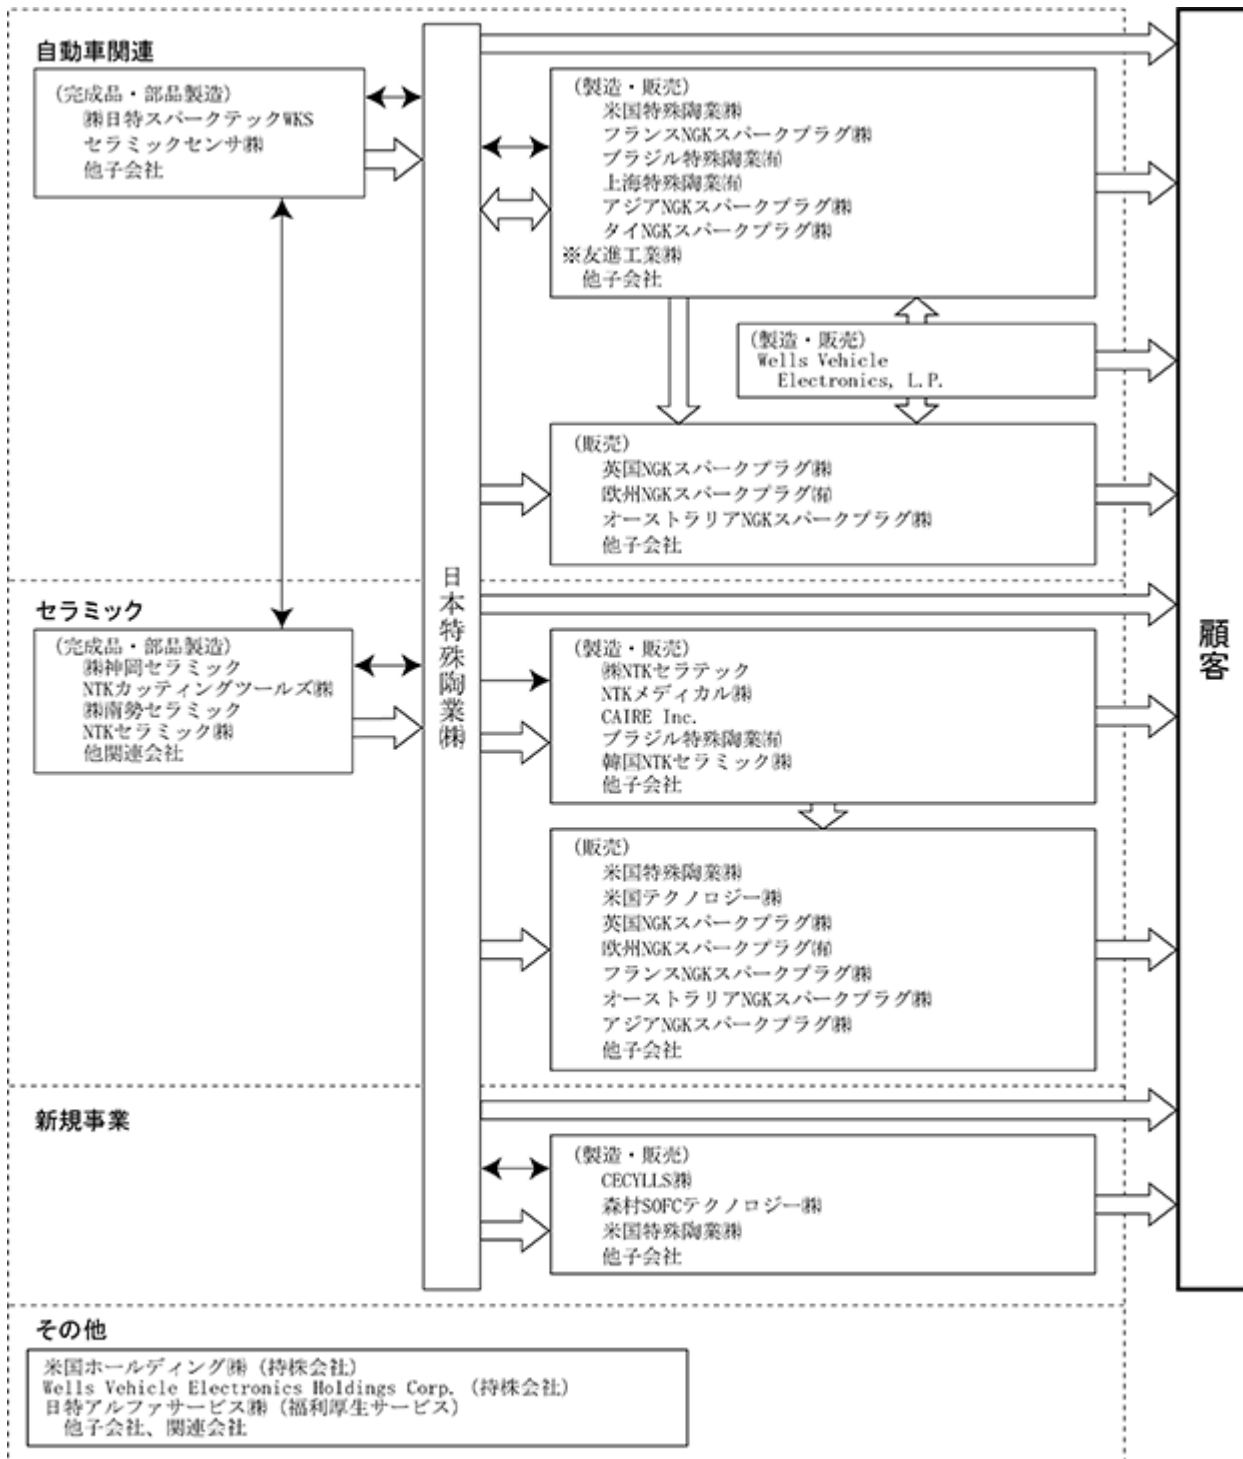 自動車関連
(完成品・部品製造)
㈱日特スパークテックWKS
セラミックセンサ㈱
他子会社
(製造・販売)
米国特殊陶業㈱
フランスNGKスパークプラグ㈱
ブラジル特殊陶業㈲
上海特殊陶業㈲
アジアNGKスパークプラグ㈱
タイNGKスパークプラグ㈱
※友進工業㈱
他子会社
(製造・販売)
Wells Vehicle
Electronics, L.P.
(販売)
英国NGKスパークプラグ㈱
欧州NGKスパークプラグ㈲
オーストラリアNGKスパークプラグ㈱
他子会社
日本特殊陶業㈱
顧客
セラミック
(完成品・部品製造)
㈱神岡セラミック
NTKカッティングツールズ㈱
㈱南勢セラミック
NTKセラミック㈱
他関連会社
(製造・販売)
㈱NTKセラテック
NTKメディカル㈱
CAIRE Inc.
ブラジル特殊陶業㈲
韓国NTKセラミック㈱
他子会社
(販売)
米国特殊陶業㈱
米国テクノロジー㈱
英国NGKスパークプラグ㈱
欧州NGKスパークプラグ㈲
フランスNGKスパークプラグ㈱
オーストラリアNGKスパークプラグ㈱
アジアNGKスパークプラグ㈱
他子会社
新規事業
(製造・販売)
CECYLLS㈱
森村SOFCテクノロジー㈱
米国特殊陶業㈱
他子会社
その他
米国ホールディング㈱ (持株会社)
Wells Vehicle Electronics Holdings Corp. (持株会社)
日特アルファサービス㈱ (福利厚生サービス)
他子会社、関連会社